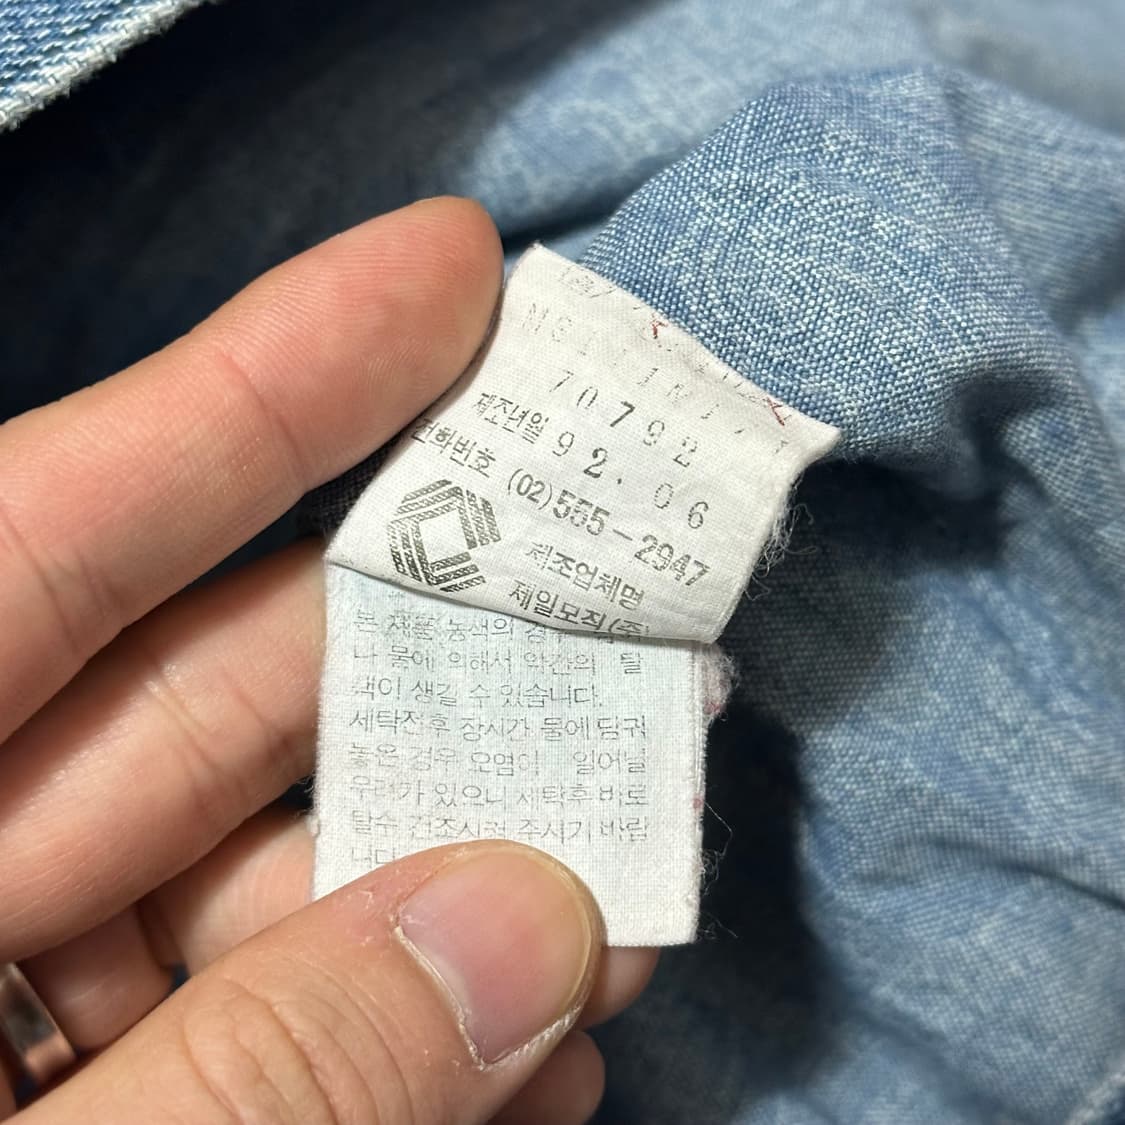 70792
제조년월 92.06
전화번호 (02)555-2947
제조업체명
제일모직(주)
본 제품 농색의 경우
나 물에 의해서 약간의 탈
색이 생길 수 있습니다.
세탁전후 장시간 물에 담궈
놓은 경우 오염이 일어날
우려가 있으니 세탁후 바로
탈수 건조시켜 주시기 바랍
니다